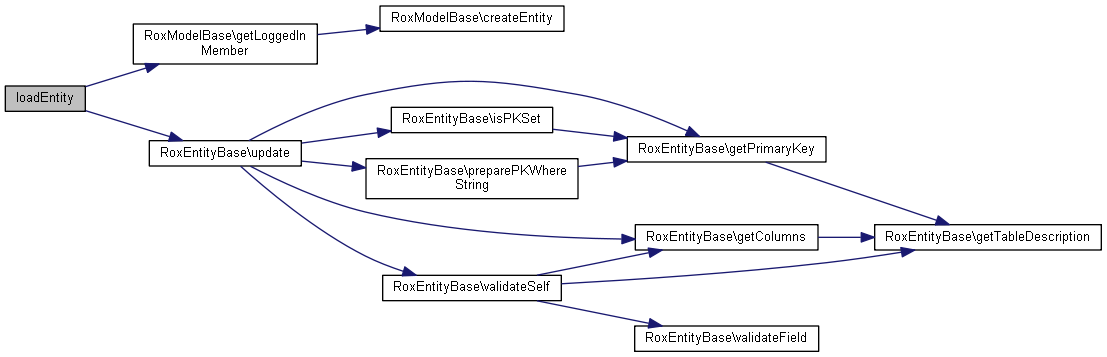 RoxModelBase\createEntity
RoxModelBase\getLoggedIn
Member
loadEntity
RoxEntityBase\isPKSet
RoxEntityBase\update
RoxEntityBase\getPrimaryKey
RoxEntityBase\preparePKWhere
String
RoxEntityBase\getColumns
RoxEntityBase\getTableDescription
RoxEntityBase\validateSelf
RoxEntityBase\validateField